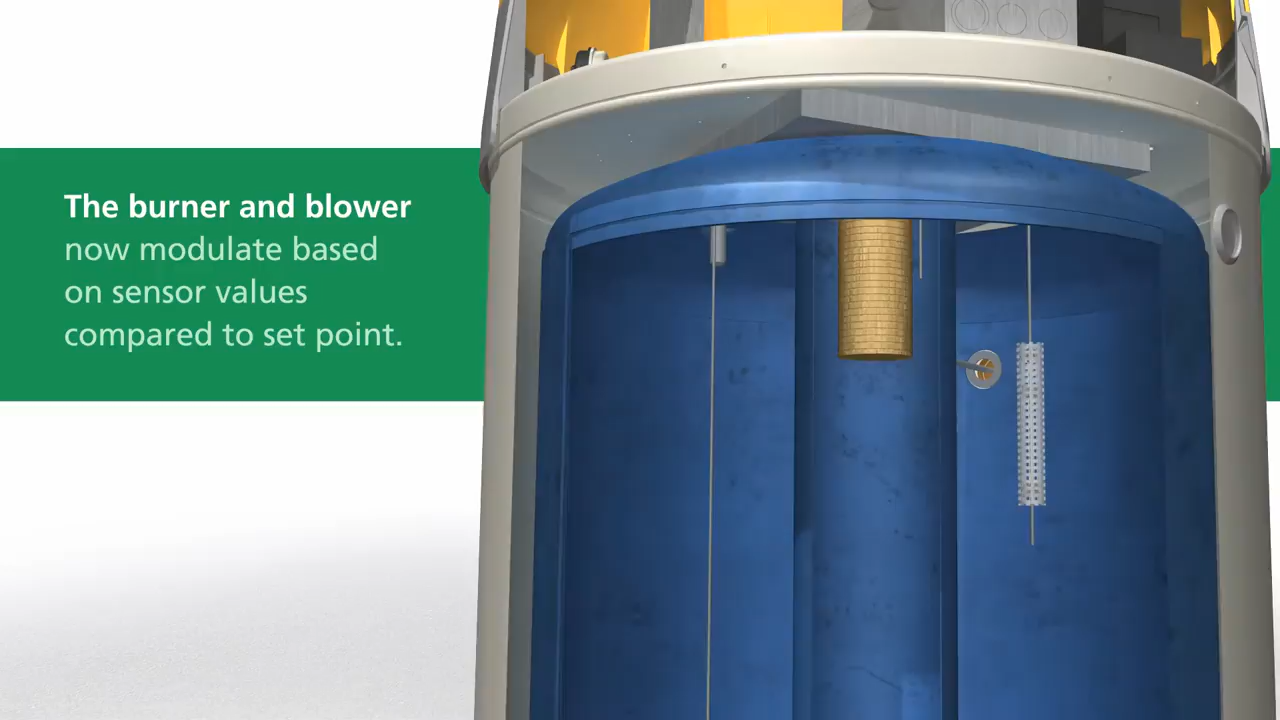 The burner and blower
now modulate based
on sensor values
compared to set point.